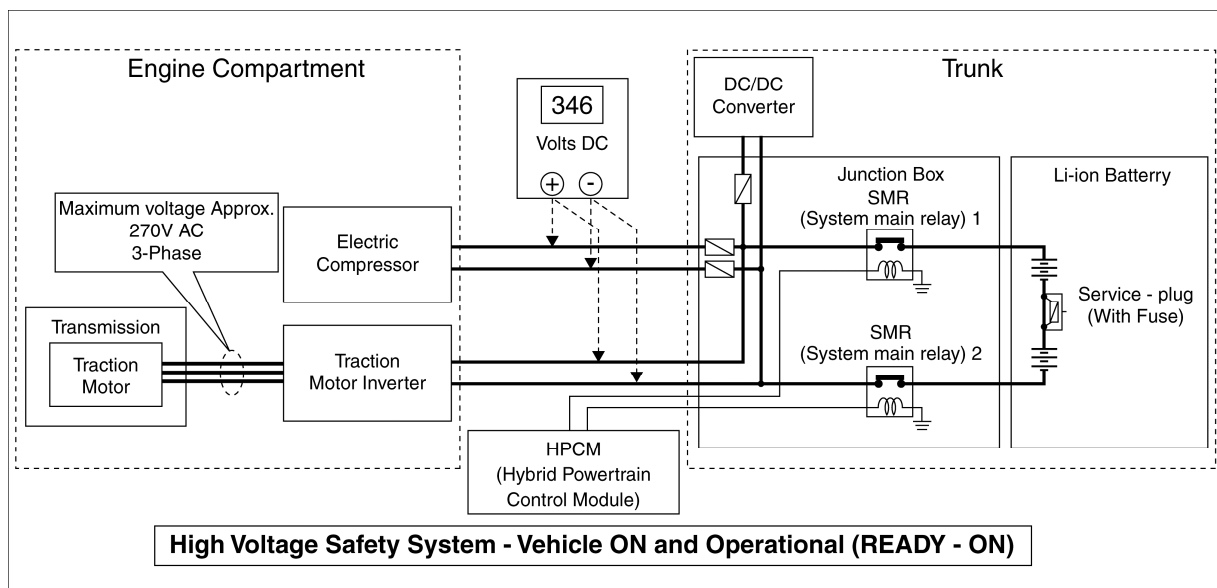 Engine Compartment
Trunk
346
Volts DC
+
-
DC/DC
Converter
Maximum voltage Approx.
270V AC
3-Phase
Electric
Compressor
Junction Box
SMR
(System main relay) 1
Li-ion Batterry
Service - plug
(With Fuse)
Transmission
Traction
Motor
Traction
Motor Inverter
SMR
(System main relay) 2
HPCM
(Hybrid Powertrain
Control Module)
High Voltage Safety System - Vehicle ON and Operational (READY - ON)